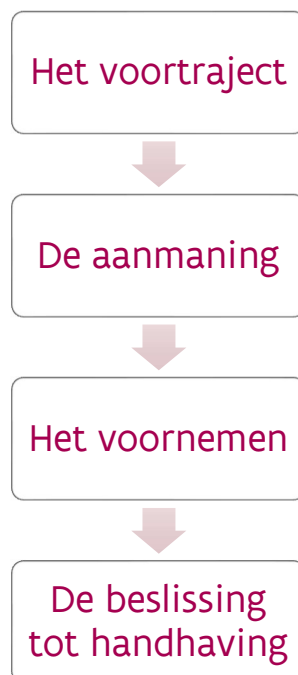 Het voortraject
De aanmaning
Het voornemen
De beslissing
tot handhaving